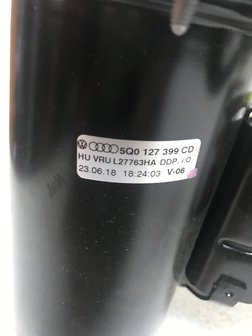 5Q0 127 399 CD
HU VRU L27763HA DDP.
23.06.18 18:24:03 V-06